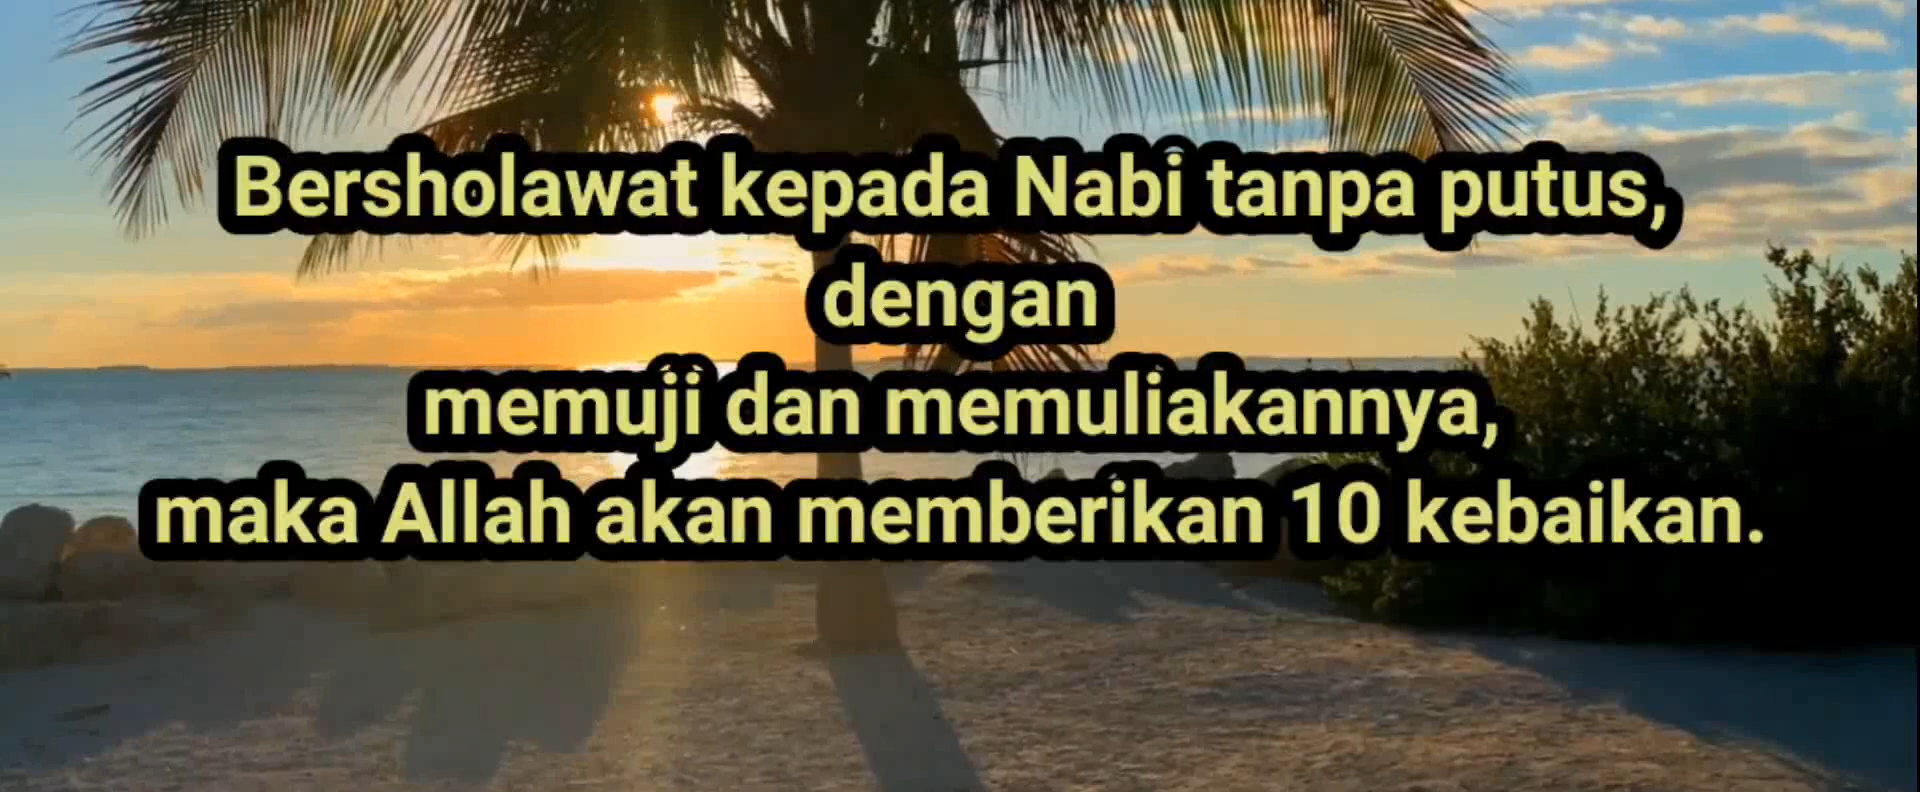 Bersholawat kepada Nabi tanpa putus,
dengan
memuji dan memuliakannya,
maka Allah akan memberikan 10 kebaikan.